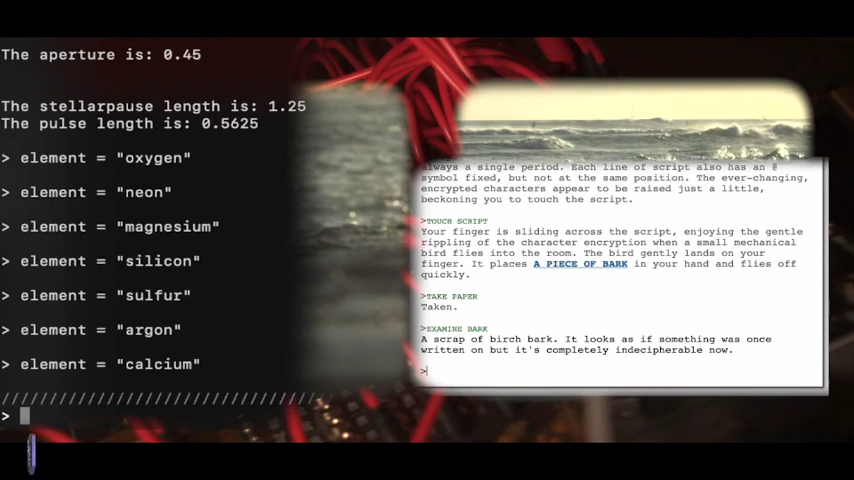 The aperture is: 0.45
The stellarpause length is: 1.25
The pulse length is: 0.5625
> element = "oxygen"
> element = "neon"
> element = "magnesium"
> element = "silicon"
> element = "sulfur"
> element = "argon"
> element = "calcium"
//////////////////////////////////
>
always a single period. Each line of script also has an @
symbol fixed, but not at the same position. The ever-changing,
encrypted characters appear to be raised just a little,
beckoning you to touch the script.
>TOUCH SCRIPT
Your finger is sliding across the script, enjoying the gentle
rippling of the character encryption when a small mechanical
bird flies into the room. The bird gently lands on your
finger. It places A PIECE OF BARK in your hand and flies off
quickly.
>TAKE PAPER
Taken.
>EXAMINE BARK
A scrap of birch bark. It looks as if something was once
written on but it's completely indecipherable now.
>